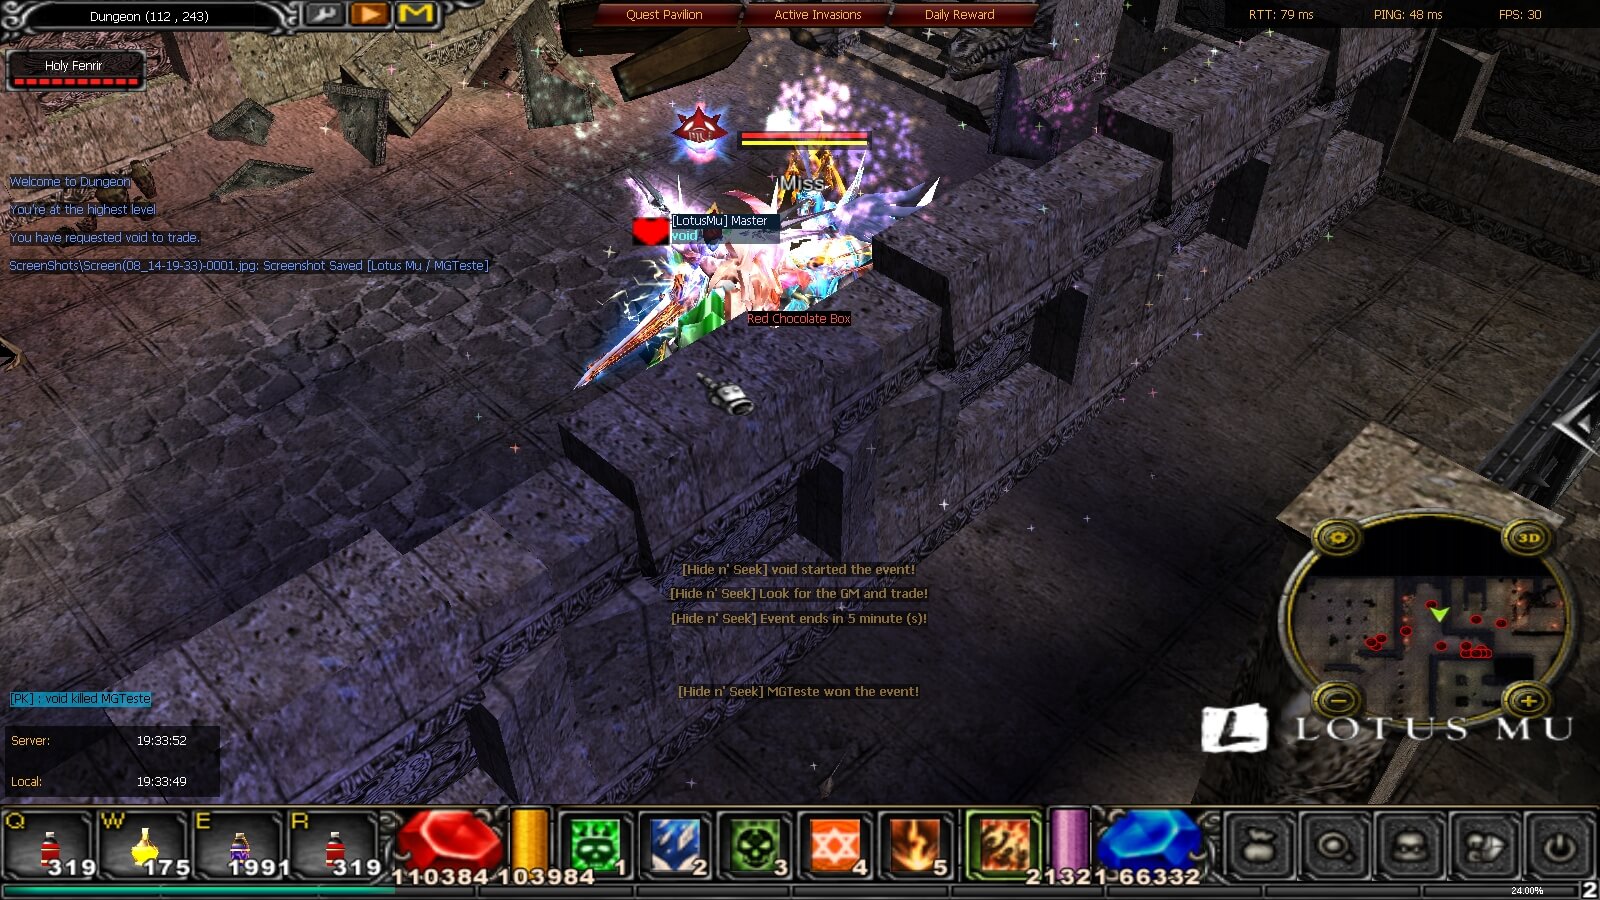 Dungeon (112 , 243)
Quest Pavilion
Active Invasions
Daily Reward
RTT: 79 ms
PING: 48 ms
FPS: 30
Holy Fenrir
Welcome to Dungeon
You're at the highest level
You have requested void to trade.
ScreenShots\Screen(08_14-19-33)-0001.jpg: Screenshot Saved [Lotus Mu / MGTeste]
Miss
[LotusMu] Master
void
Red Chocolate Box
[Hide n' Seek] void started the event!
[Hide n' Seek] Look for the GM and trade!
[Hide n' Seek] Event ends in 5 minute (s)!
[Hide n' Seek] MGTeste won the event!
3D
LOTUS MU
[PK] : void killed MGTeste
Server: 19:33:52
Local: 19:33:49
Q 319
W 175
E 1991
R 319
110384
103984
1
2
3
4
5
21321
66332
24.00%
2